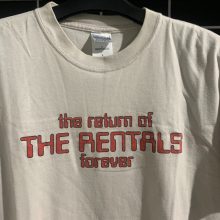 the return of
THE RENTALS
forever